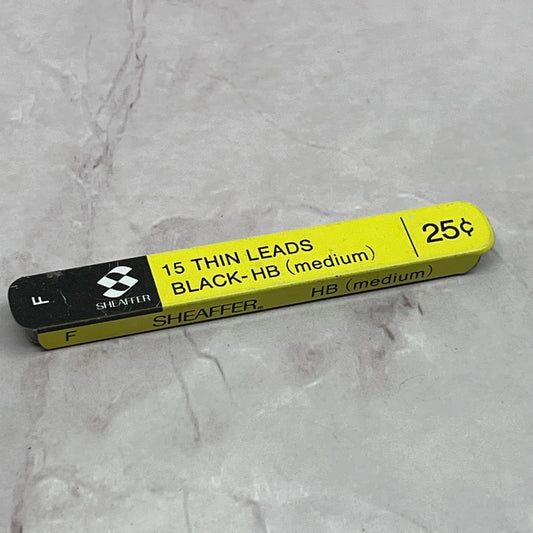 F
SHEAFFER
15 THIN LEADS
BLACK-HB (medium)
25¢
F
SHEAFFER®
HB (medium)